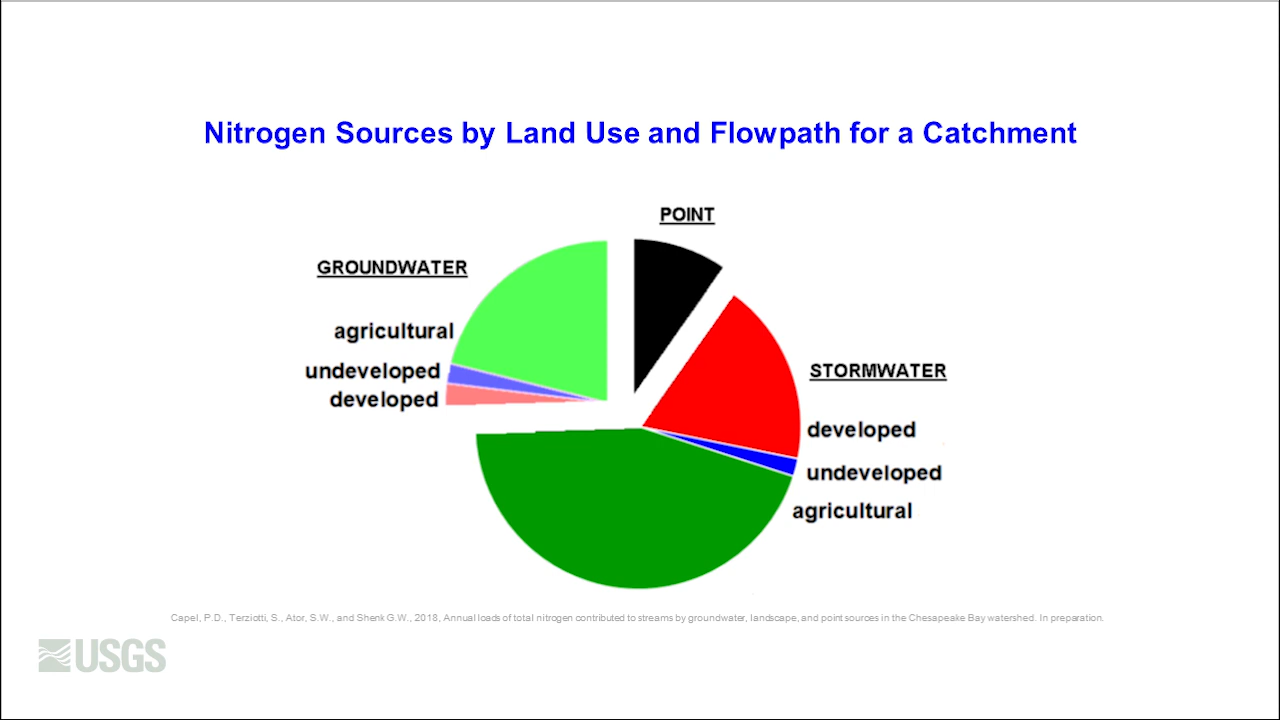 Nitrogen Sources by Land Use and Flowpath for a Catchment
POINT
GROUNDWATER
agricultural
undeveloped
developed
STORMWATER
developed
undeveloped
agricultural
Capel, P.D., Terziotti, S., Ator, S.W., and Shenk G.W., 2018, Annual loads of total nitrogen contributed to streams by groundwater, landscape, and point sources in the Chesapeake Bay watershed. In preparation.
USGS